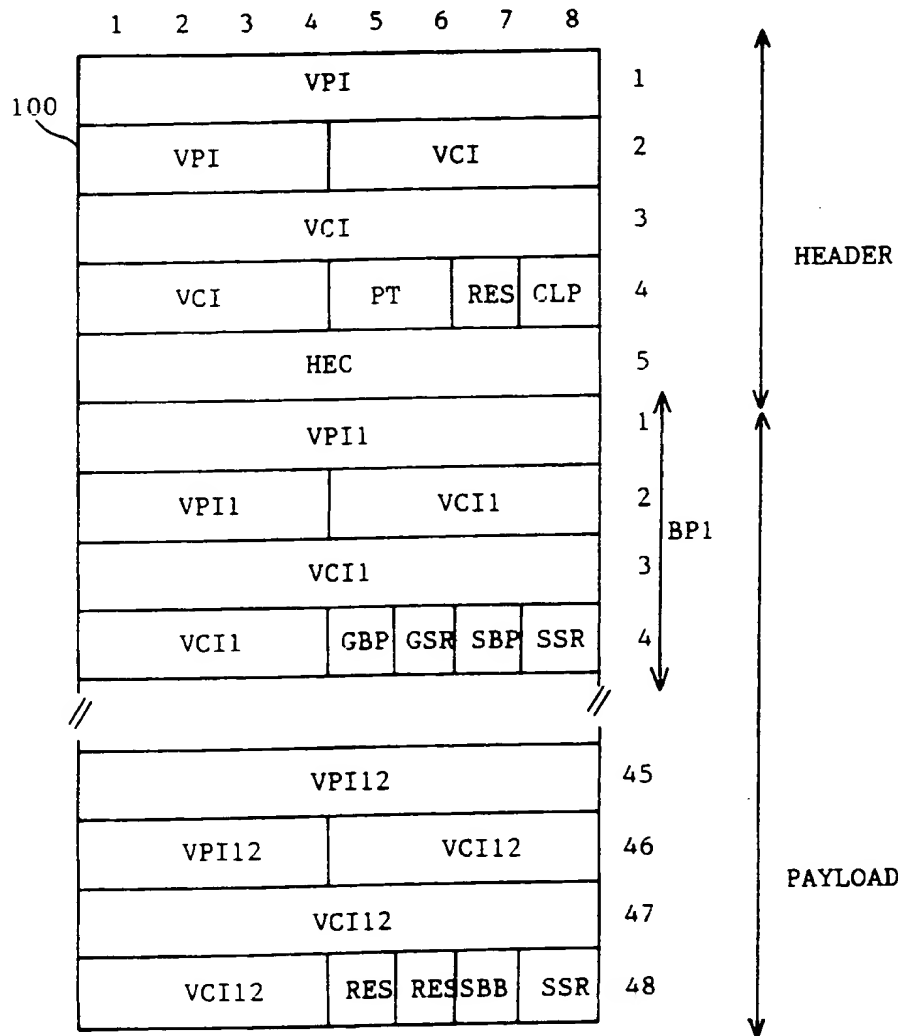 1 2 3 4 5 6 7 8
VPI 1
100
VPI VCI 2
VCI 3
HEADER
VCI PT RES CLP 4
HEC 5
VPI1 1
VPI1 VCI1 2
BP1
VCI1 3
VCI1 GBP GSR SBP SSR 4
// //
VPI12 45
VPI12 VCI12 46
PAYLOAD
VCI12 47
VCI12 RES RES SBB SSR 48